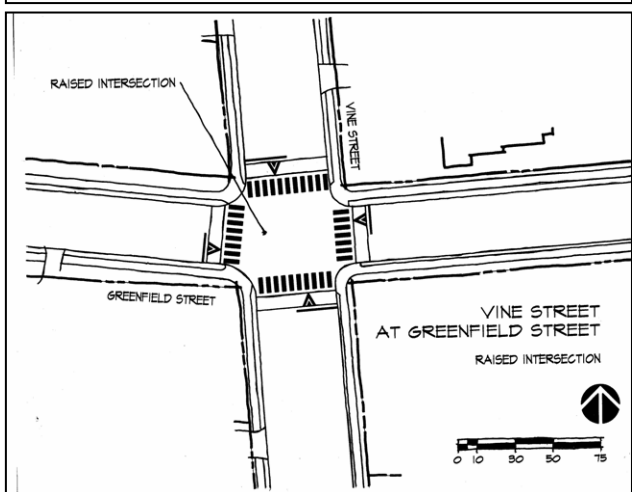 RAISED INTERSECTION
VINE STREET
GREENFIELD STREET
VINE STREET
AT GREENFIELD STREET
RAISED INTERSECTION
0 10 30 50 75